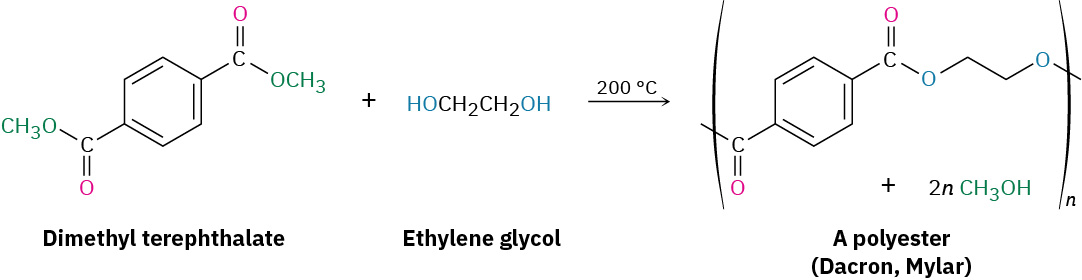 O
C
OCH₃
CH₃O
C
O
+
HOCH₂CH₂OH
200 °C
O
C
O
O
C
O
n
+ 2n CH₃OH
Dimethyl terephthalate
Ethylene glycol
A polyester
(Dacron, Mylar)